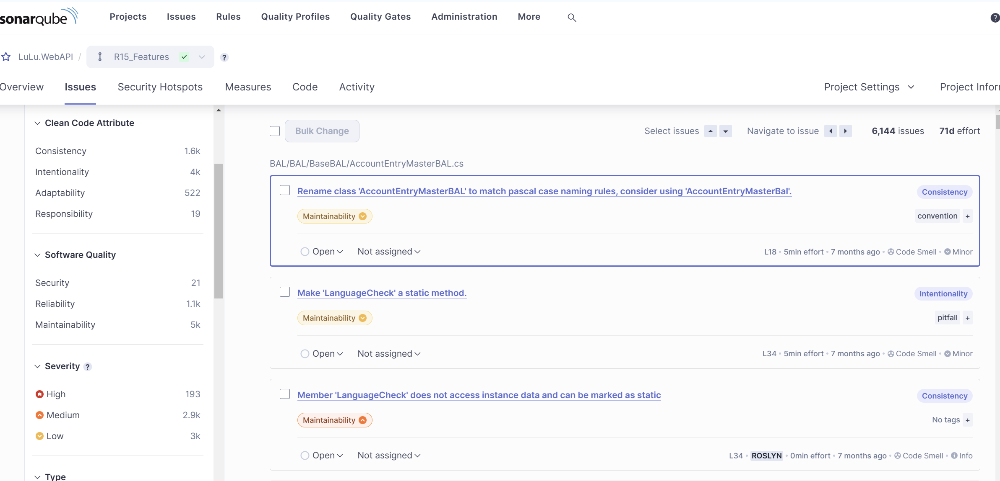 sonarqube
Projects Issues Rules Quality Profiles Quality Gates Administration More ?
LuLu.WebAPI / R15_Features ?
Overview Issues Security Hotspots Measures Code Activity Project Settings Project Infor
Clean Code Attribute
Consistency 1.6k
Intentionality 4k
Adaptability 522
Responsibility 19
Software Quality
Security 21
Reliability 1.1k
Maintainability 5k
Severity ?
High 193
Medium 2.9k
Low 3k
Type
Bulk Change Select issues Navigate to issue 6,144 issues 71d effort
BAL/BAL/BaseBAL/AccountEntryMasterBAL.cs
Rename class 'AccountEntryMasterBAL' to match pascal case naming rules, consider using 'AccountEntryMasterBal'. Consistency
Maintainability convention +
Open Not assigned L18 • 5min effort • 7 months ago • Code Smell • Minor
Make 'LanguageCheck' a static method. Intentionality
Maintainability pitfall +
Open Not assigned L34 • 5min effort • 7 months ago • Code Smell • Minor
Member 'LanguageCheck' does not access instance data and can be marked as static Consistency
Maintainability No tags +
Open Not assigned L34 • ROSLYN • 0min effort • 7 months ago • Code Smell • Info